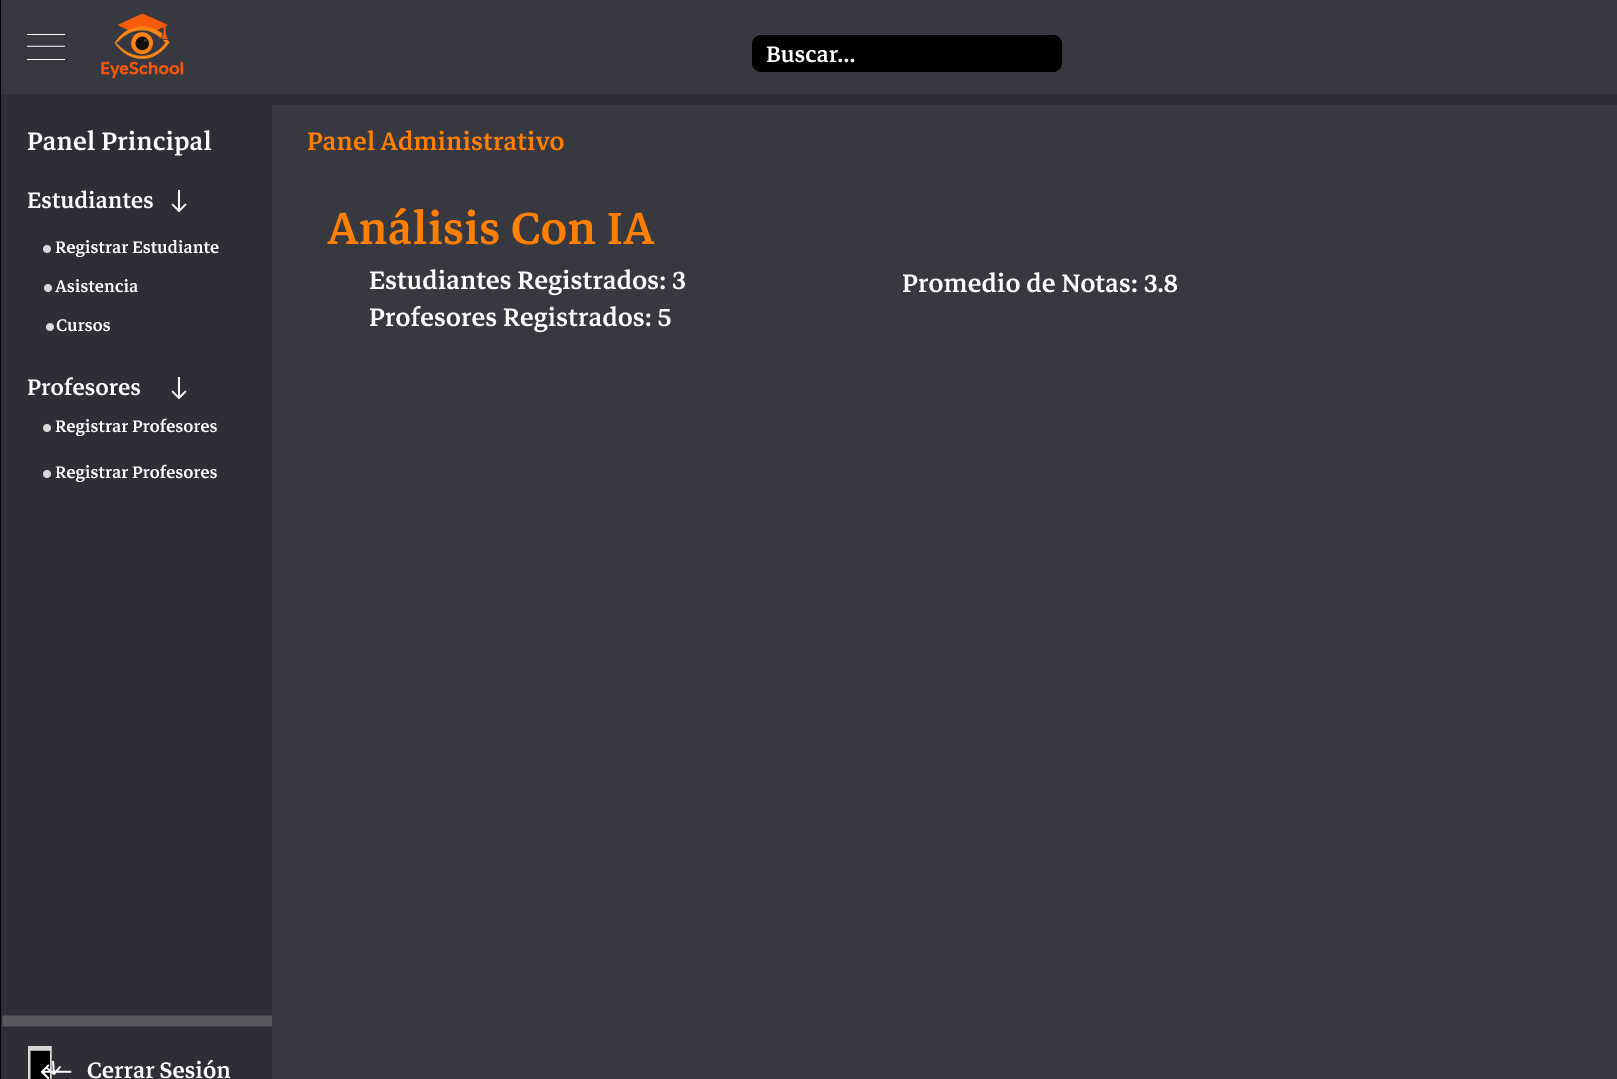 EyeSchool
Buscar...
Panel Principal
Estudiantes
Registrar Estudiante
Asistencia
Cursos
Profesores
Registrar Profesores
Registrar Profesores
Cerrar Sesión
Panel Administrativo
Análisis Con IA
Estudiantes Registrados: 3
Profesores Registrados: 5
Promedio de Notas: 3.8